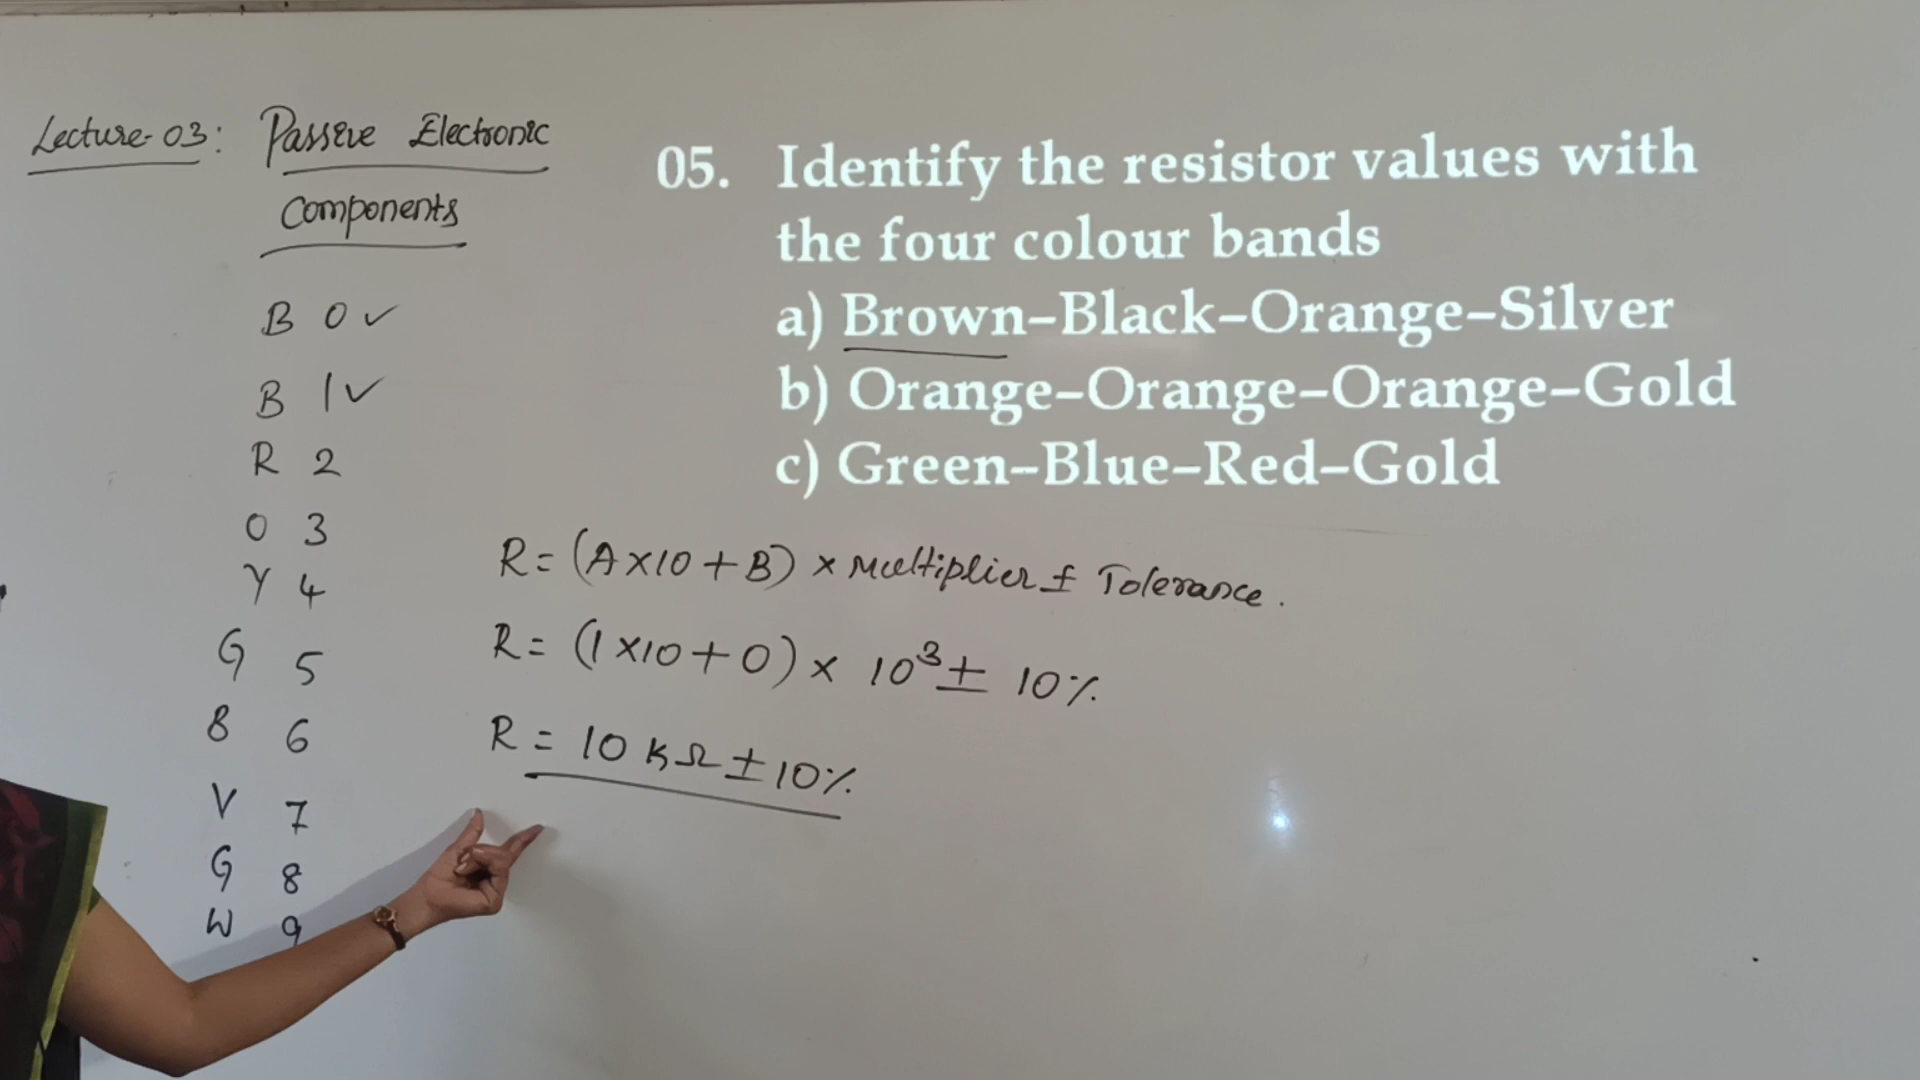 Lecture-03: Passive Electronic
Components
B 0 ✓
B 1 ✓
R 2
O 3
Y 4
G 5
B 6
V 7
G 8
W 9
05. Identify the resistor values with
the four colour bands
a) Brown–Black–Orange–Silver
b) Orange–Orange–Orange–Gold
c) Green–Blue–Red–Gold
R = (A×10 + B) × Multiplier ± Tolerance.
R = (1×10 + 0) × 10³ ± 10%
R = 10 kΩ ± 10%